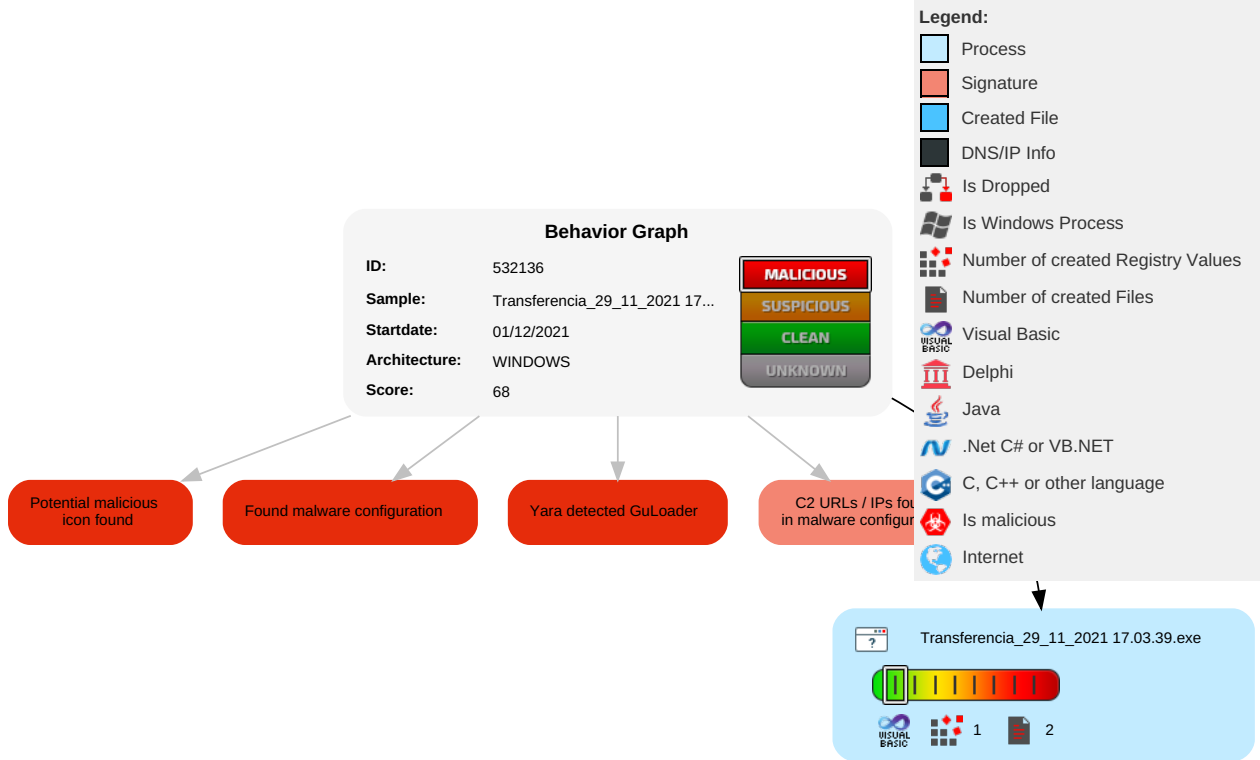 Legend:
Process
Signature
Created File
DNS/IP Info
Is Dropped
Is Windows Process
Number of created Registry Values
Number of created Files
VISUAL BASIC
Visual Basic
Delphi
Java
.Net C# or VB.NET
C, C++ or other language
Is malicious
Internet
Behavior Graph
ID: 532136
Sample: Transferencia_29_11_2021 17...
Startdate: 01/12/2021
Architecture: WINDOWS
Score: 68
MALICIOUS
SUSPICIOUS
CLEAN
UNKNOWN
Potential malicious
icon found
Found malware configuration
Yara detected GuLoader
C2 URLs / IPs
in malware
?
Transferencia_29_11_2021 17.03.39.exe
VISUAL BASIC
1
2